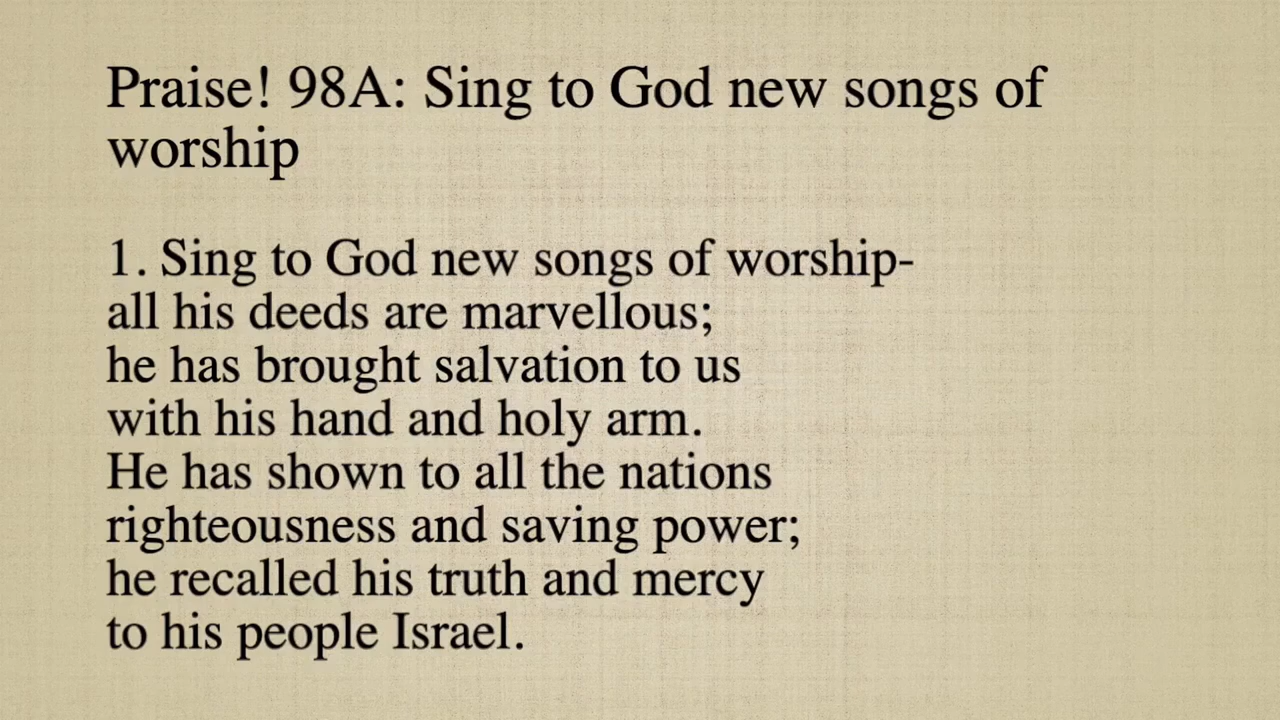 Praise! 98A: Sing to God new songs of
worship
1. Sing to God new songs of worship-
all his deeds are marvellous;
he has brought salvation to us
with his hand and holy arm.
He has shown to all the nations
righteousness and saving power;
he recalled his truth and mercy
to his people Israel.